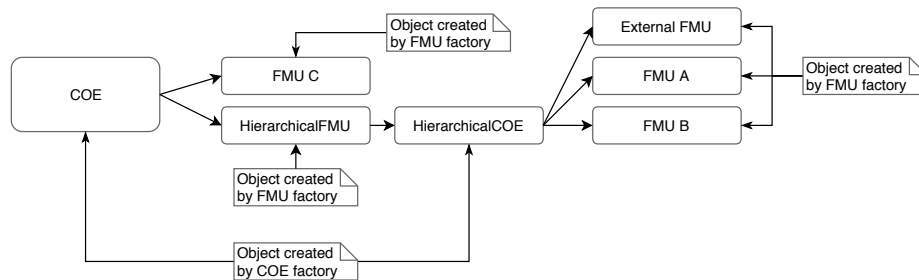 Object created
by FMU factory
External FMU
COE
FMU C
FMU A
Object created
by FMU factory
HierarchicalFMU
HierarchicalCOE
FMU B
Object created
by FMU factory
Object created
by COE factory